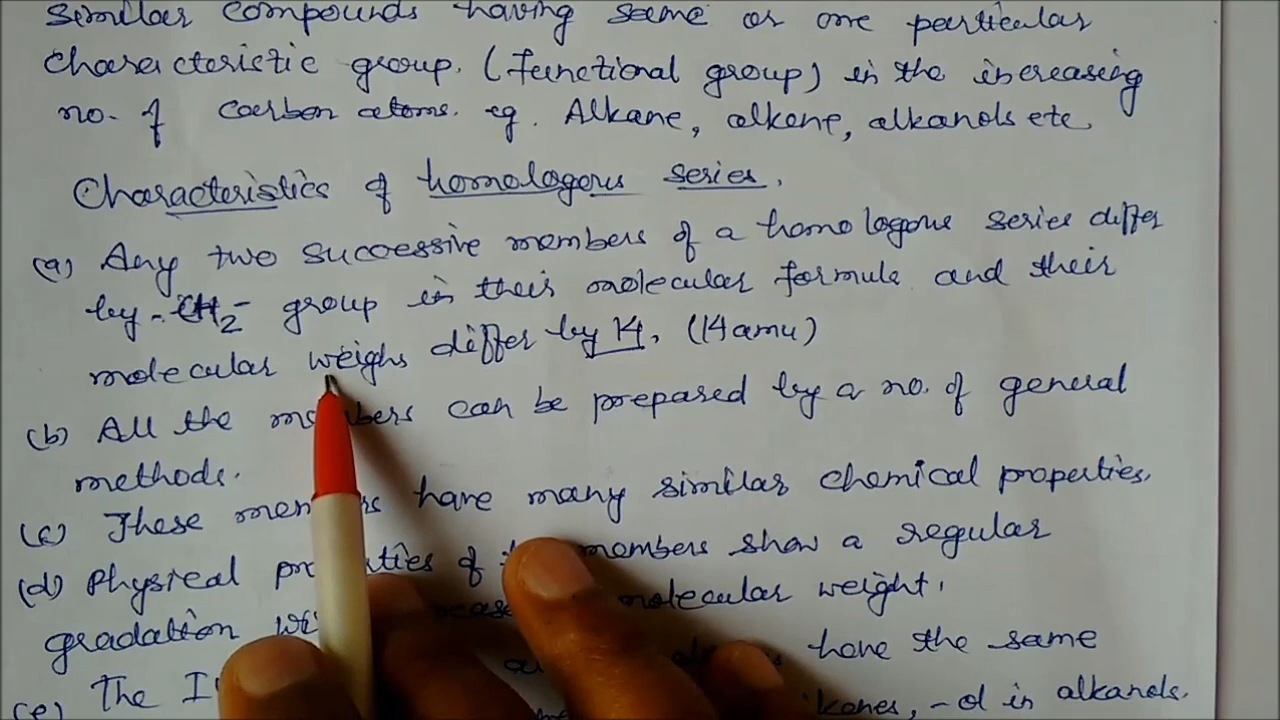 Similar compounds having same or one particular
characteristic group. (functional group) in the increasing
no. of carbon atoms. eg. Alkane, alkene, alkanols etc
Characteristics of homologous series.
(a) Any two successive members of a homologous series differ
by -CH2- group in their molecular formula and their
molecular weighs differ by 14. (14 amu)
(b) All the members can be prepared by a no. of general
methods.
(c) These members have many similar chemical properties.
(d) Physical properties of members show a regular
gradation molecular weight.
(e) The have the same
-ol in alkanols.